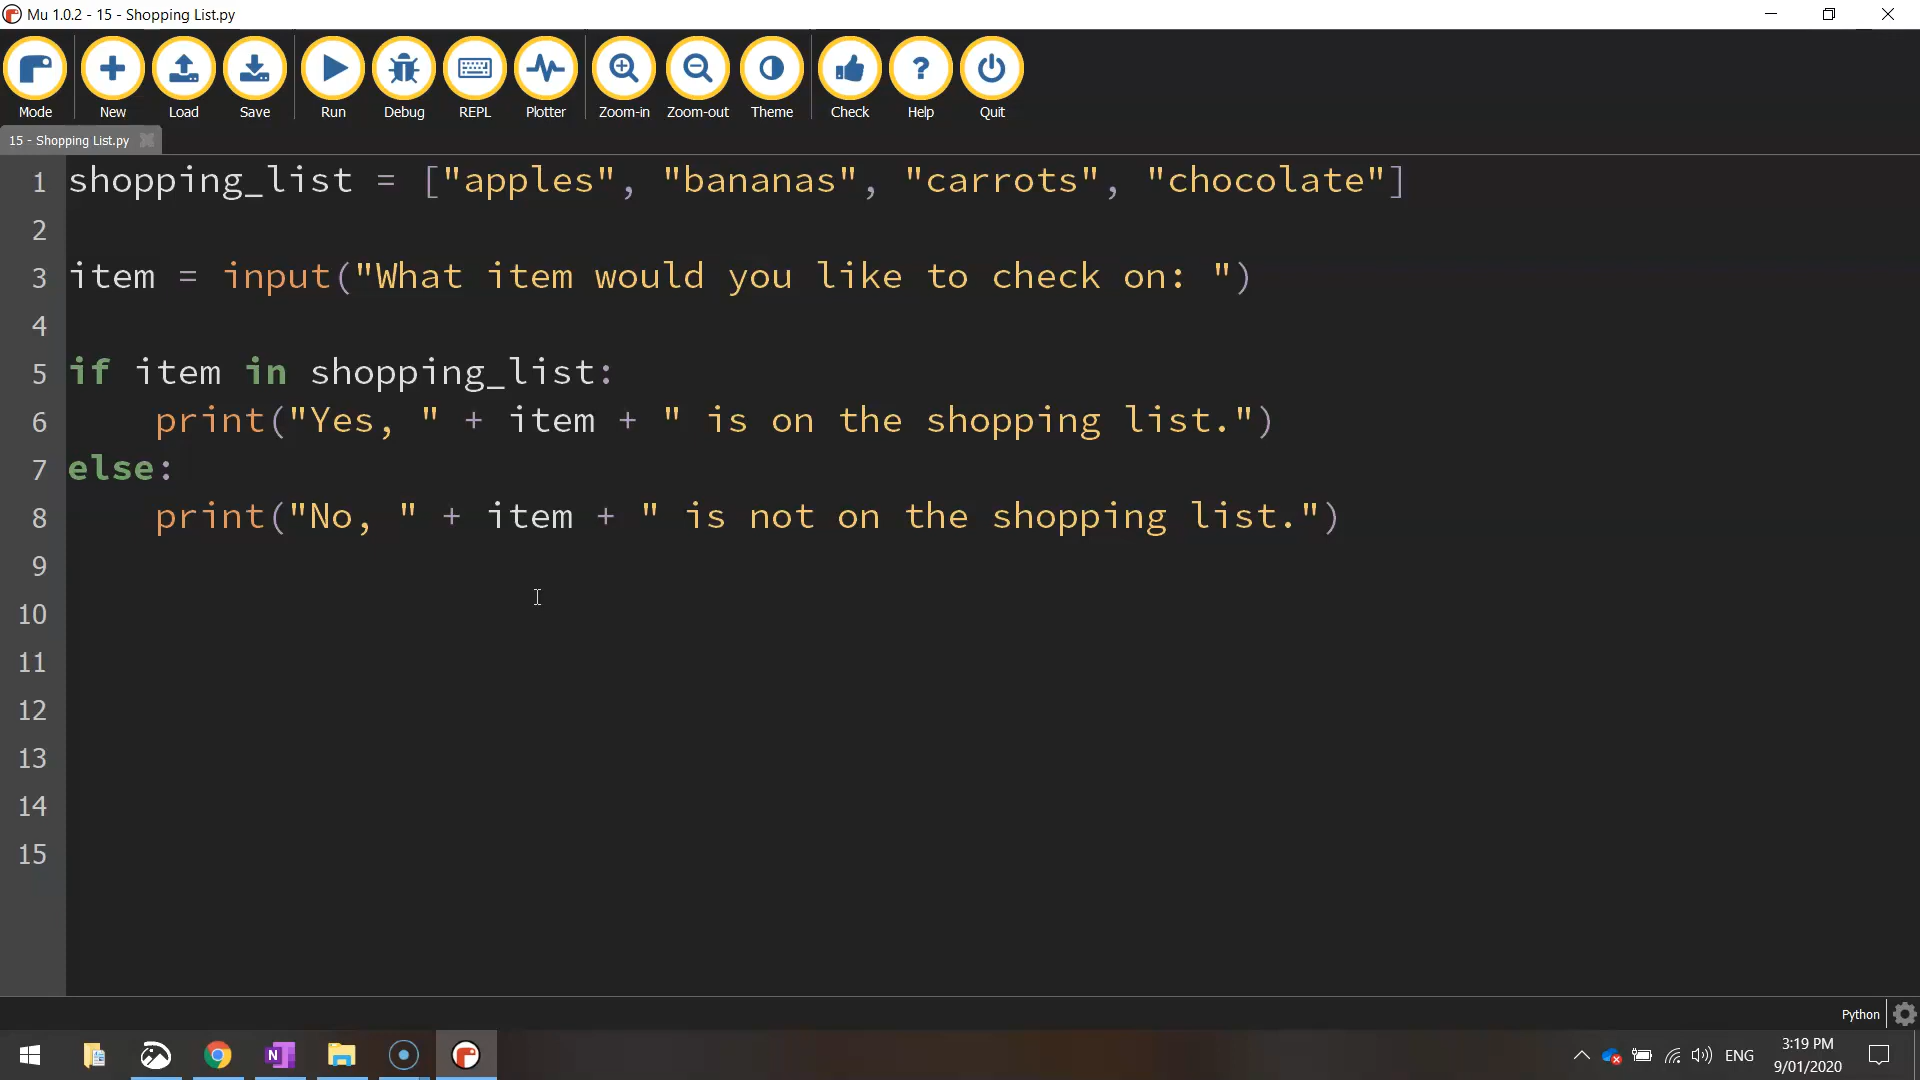 Mu 1.0.2 - 15 - Shopping List.py
Mode New Load Save Run Debug REPL Plotter Zoom-in Zoom-out Theme Check Help Quit
15 - Shopping List.py
1 shopping_list = ["apples", "bananas", "carrots", "chocolate"]
2
3 item = input("What item would you like to check on: ")
4
5 if item in shopping_list:
6     print("Yes, " + item + " is on the shopping list.")
7 else:
8     print("No, " + item + " is not on the shopping list.")
9
10
11
12
13
14
15
Python
ENG
3:19 PM
9/01/2020